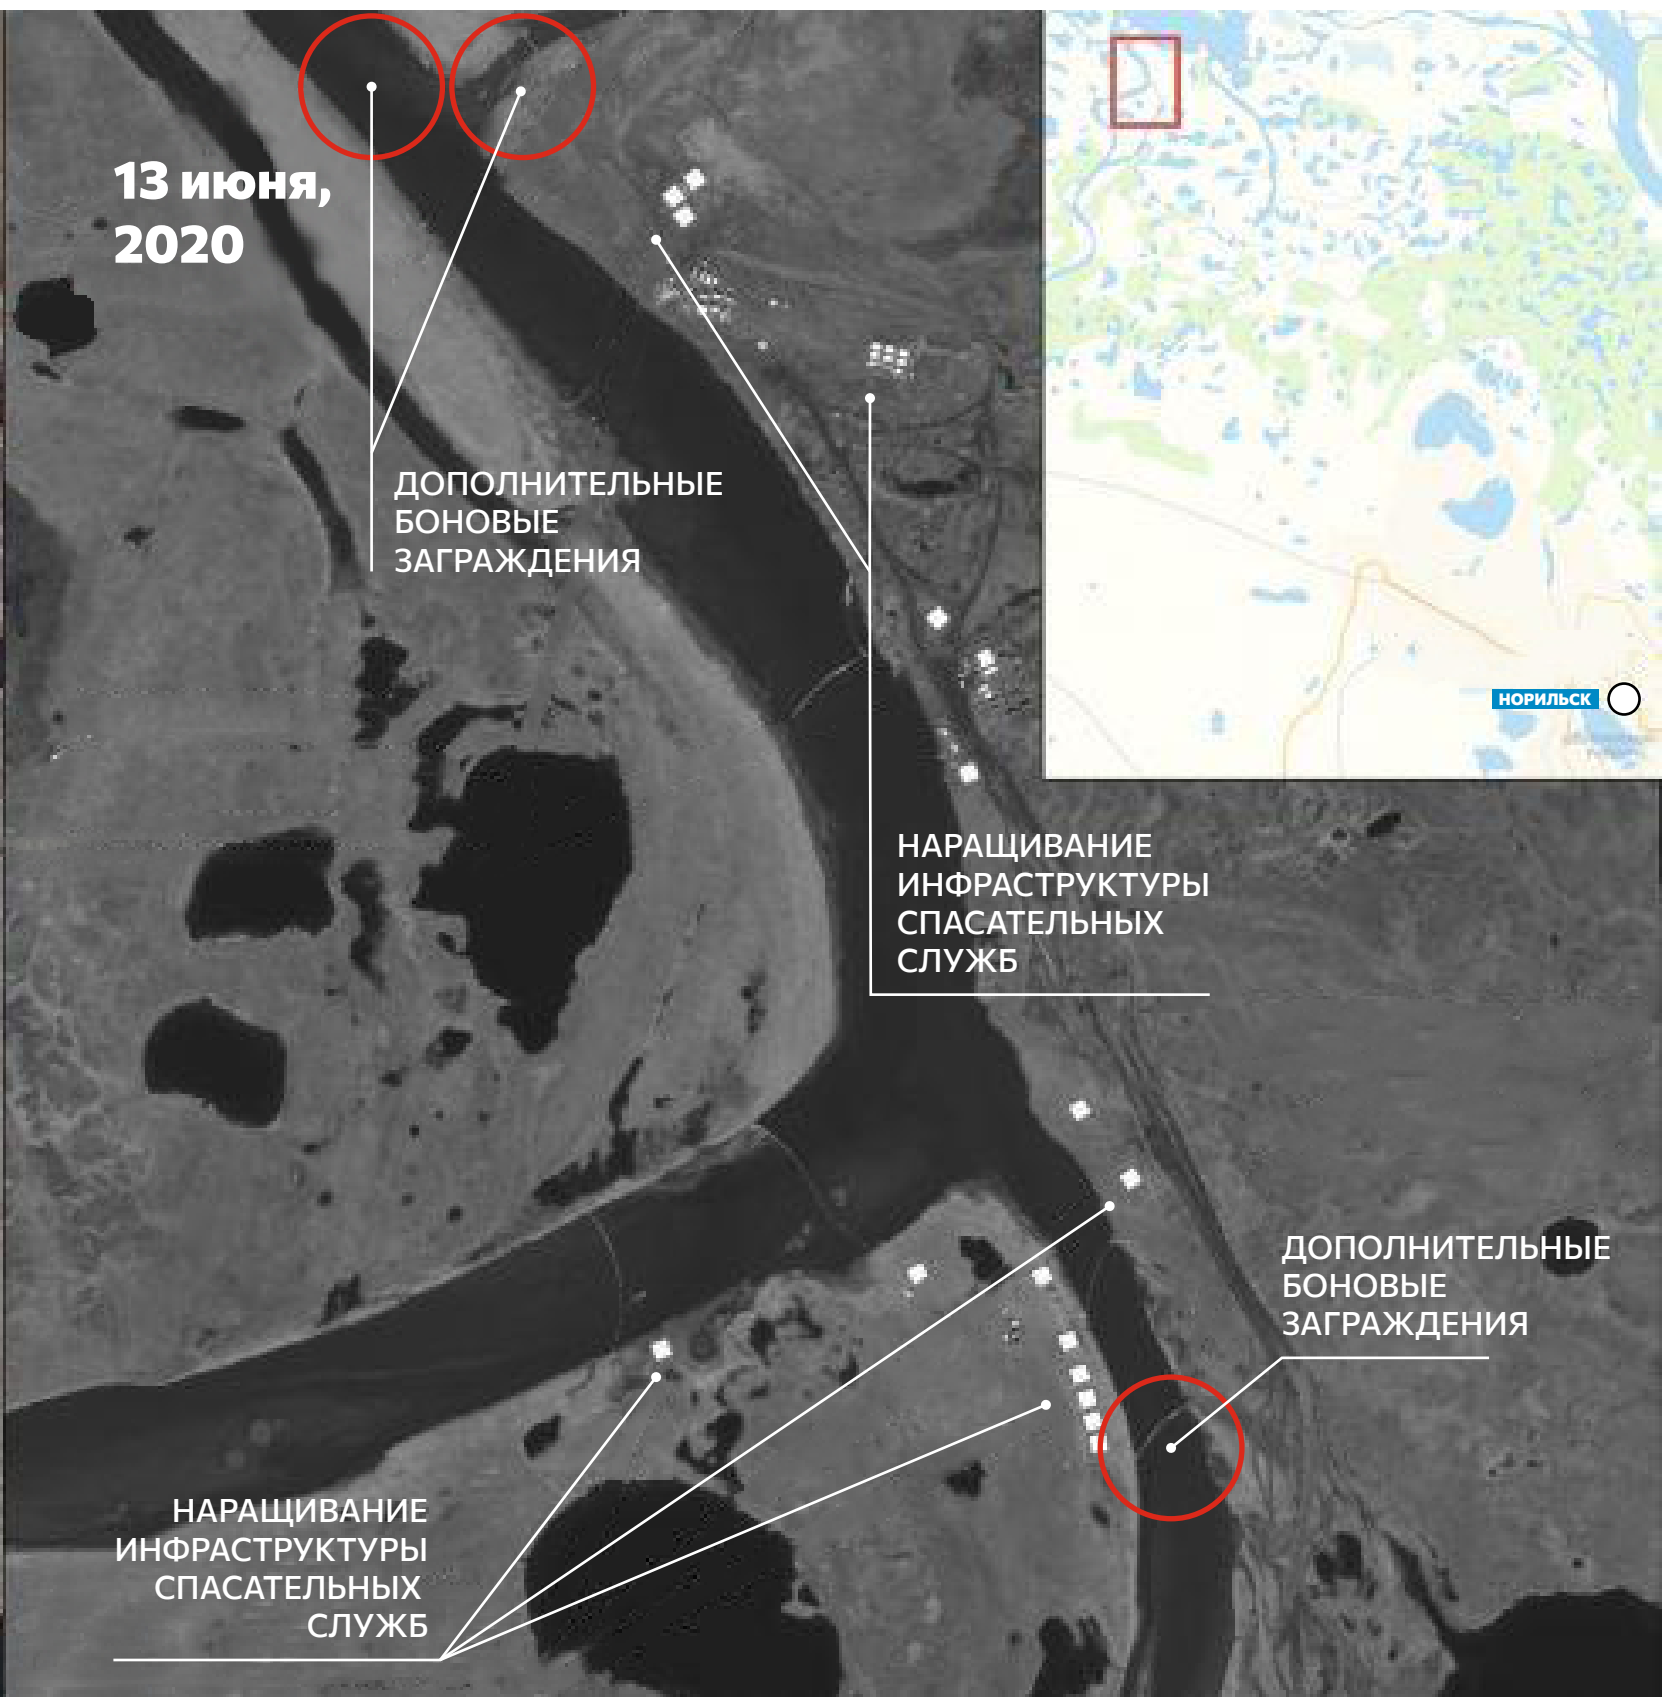 13 июня,
2020
ДОПОЛНИТЕЛЬНЫЕ
БОНОВЫЕ
ЗАГРАЖДЕНИЯ
НОРИЛЬСК
НАРАЩИВАНИЕ
ИНФРАСТРУКТУРЫ
СПАСАТЕЛЬНЫХ
СЛУЖБ
ДОПОЛНИТЕЛЬНЫЕ
БОНОВЫЕ
ЗАГРАЖДЕНИЯ
НАРАЩИВАНИЕ
ИНФРАСТРУКТУРЫ
СПАСАТЕЛЬНЫХ
СЛУЖБ